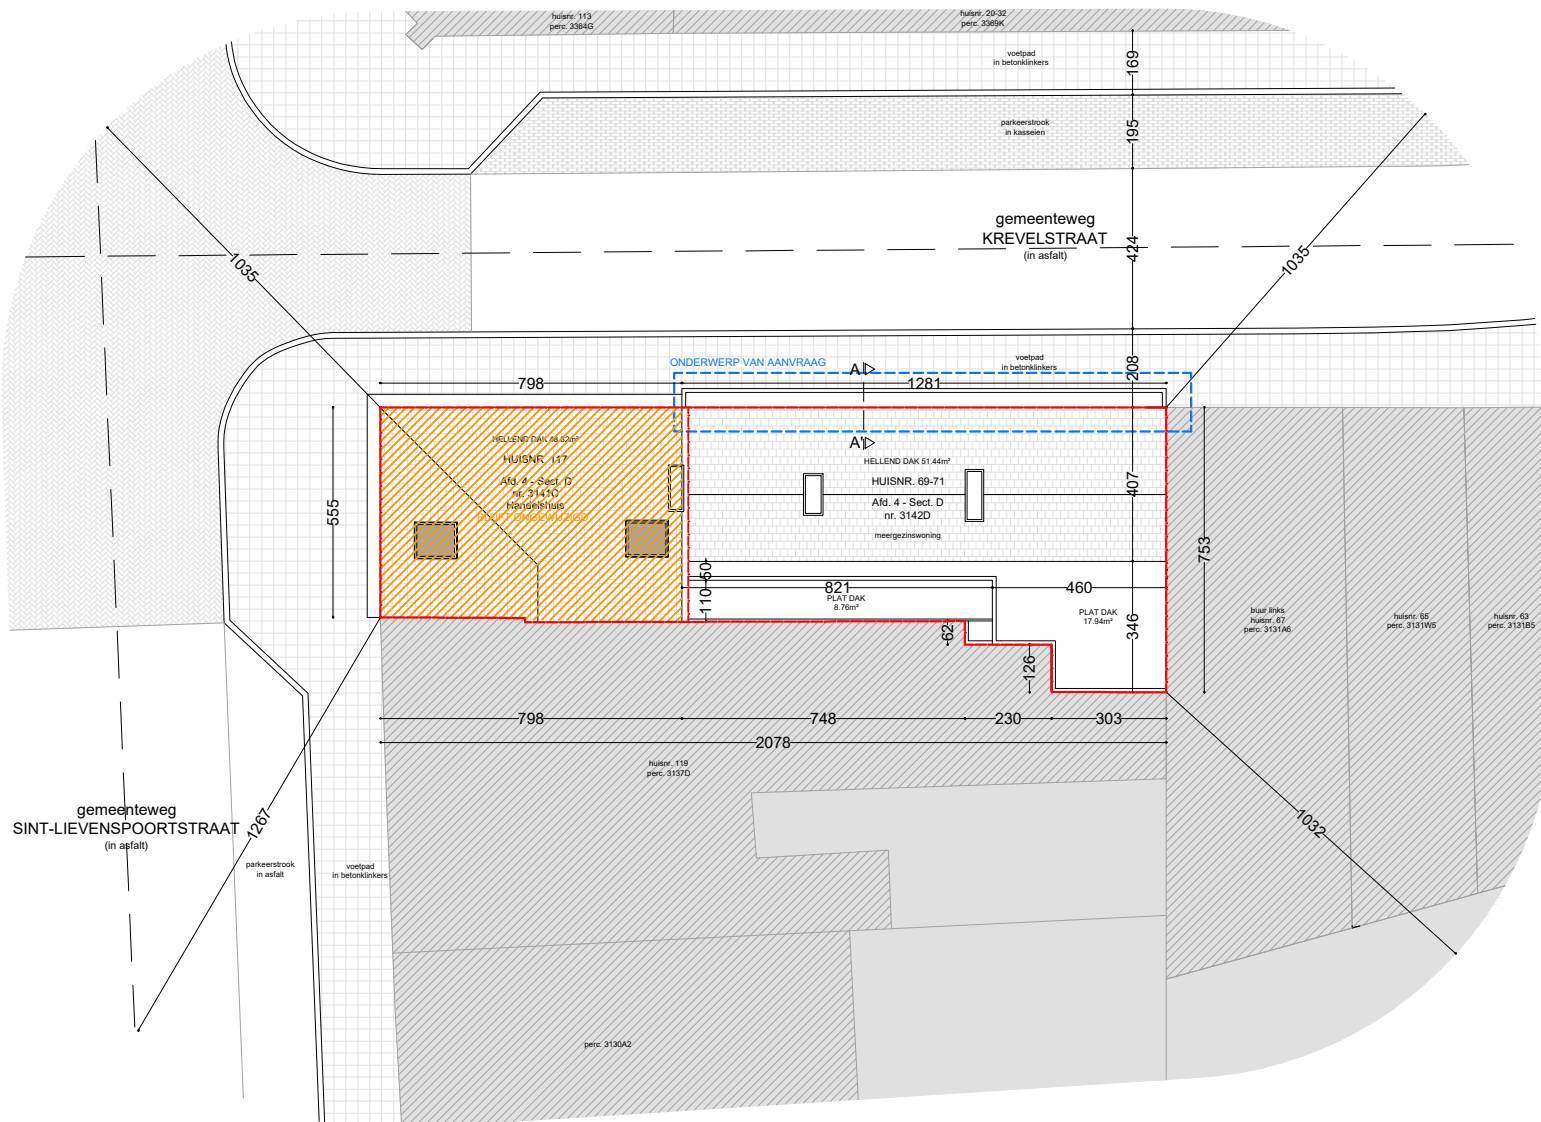 huisnr. 113
perc. 3364G
huisnr. 20-32
perc. 3369K
voetpad
in betonklinkers
169
parkeerstrook
in kasseien
195
gemeenteweg
KREVELSTRAAT
(in asfalt)
424
1035
1035
ONDERWERP VAN AANVRAAG
voetpad
in betonklinkers
208
A
798
1281
A'
HELLEND DAK 51.44m²
HUISNR. 69-71
Afd. 4 - Sect. D
nr. 3142D
meergezinswoning
HUISNR. 117
Afd. 4 - Sect. D
Handelshuis
BLIJFT ONGEWIJZIGD
555
407
753
50
821
460
110
PLAT DAK
8.76m²
PLAT DAK
17.94m²
62
346
126
buur links
huisnr. 67
perc. 3131A6
huisnr. 65
perc. 3131W5
huisnr. 63
perc. 3131B5
798
748
230
303
2078
huisnr. 119
perc. 3137D
gemeenteweg
SINT-LIEVENSPOORTSTRAAT
(in asfalt)
1267
1032
parkeerstrook
in asfalt
voetpad
in betonklinkers
perc. 3130A2